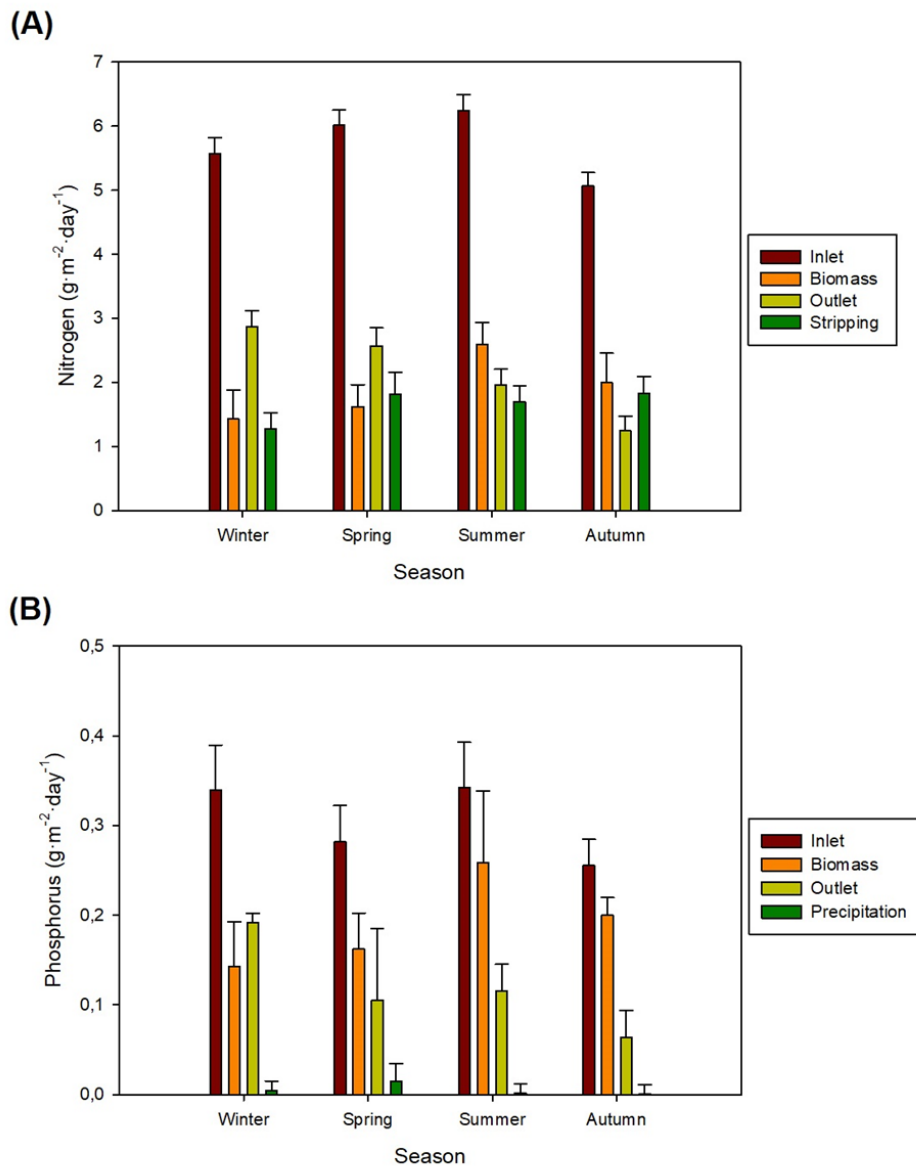 (A)
7
6
5
4
3
2
1
0
Nitrogen (g·m⁻²·day⁻¹)
Winter Spring Summer Autumn
Season
Inlet
Biomass
Outlet
Stripping
(B)
0,5
0,4
0,3
0,2
0,1
0,0
Phosphorus (g·m⁻²·day⁻¹)
Winter Spring Summer Autumn
Season
Inlet
Biomass
Outlet
Precipitation